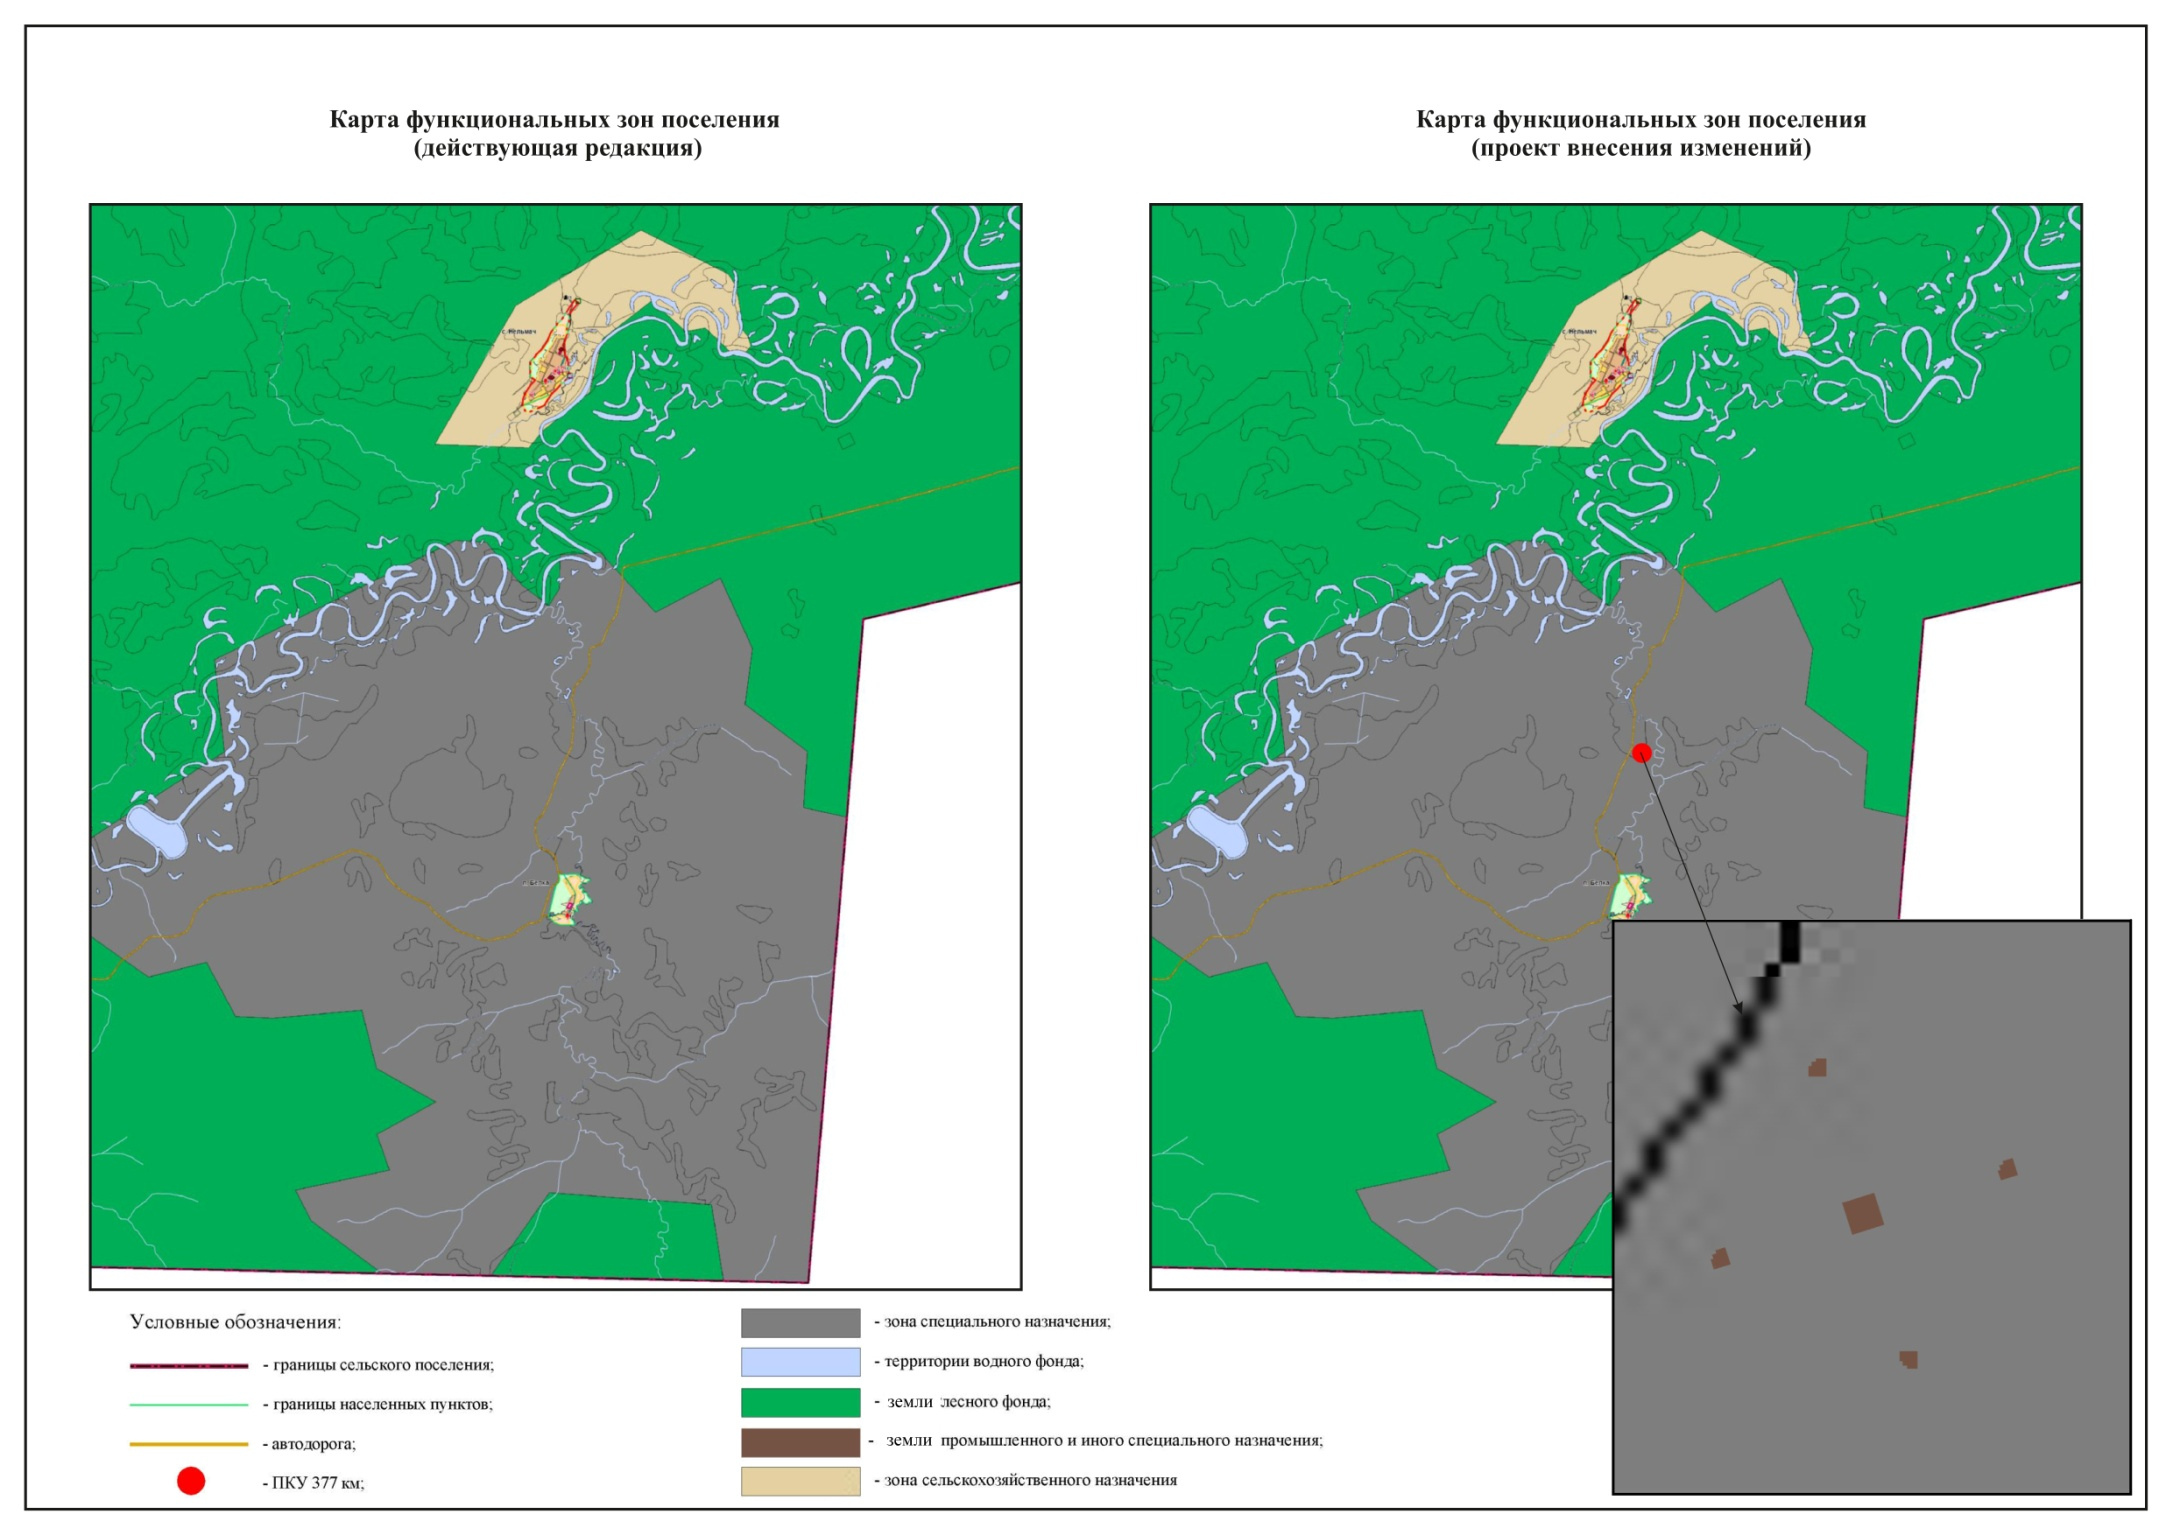 Карта функциональных зон поселения
(действующая редакция)
Карта функциональных зон поселения
(проект внесения изменений)
Условные обозначения:
- границы сельского поселения;
- границы населенных пунктов;
- автодорога;
- ПКУ 377 км;
- зона специального назначения;
- территории водного фонда;
- земли лесного фонда;
- земли промышленного и иного специального назначения;
- зона сельскохозяйственного назначения